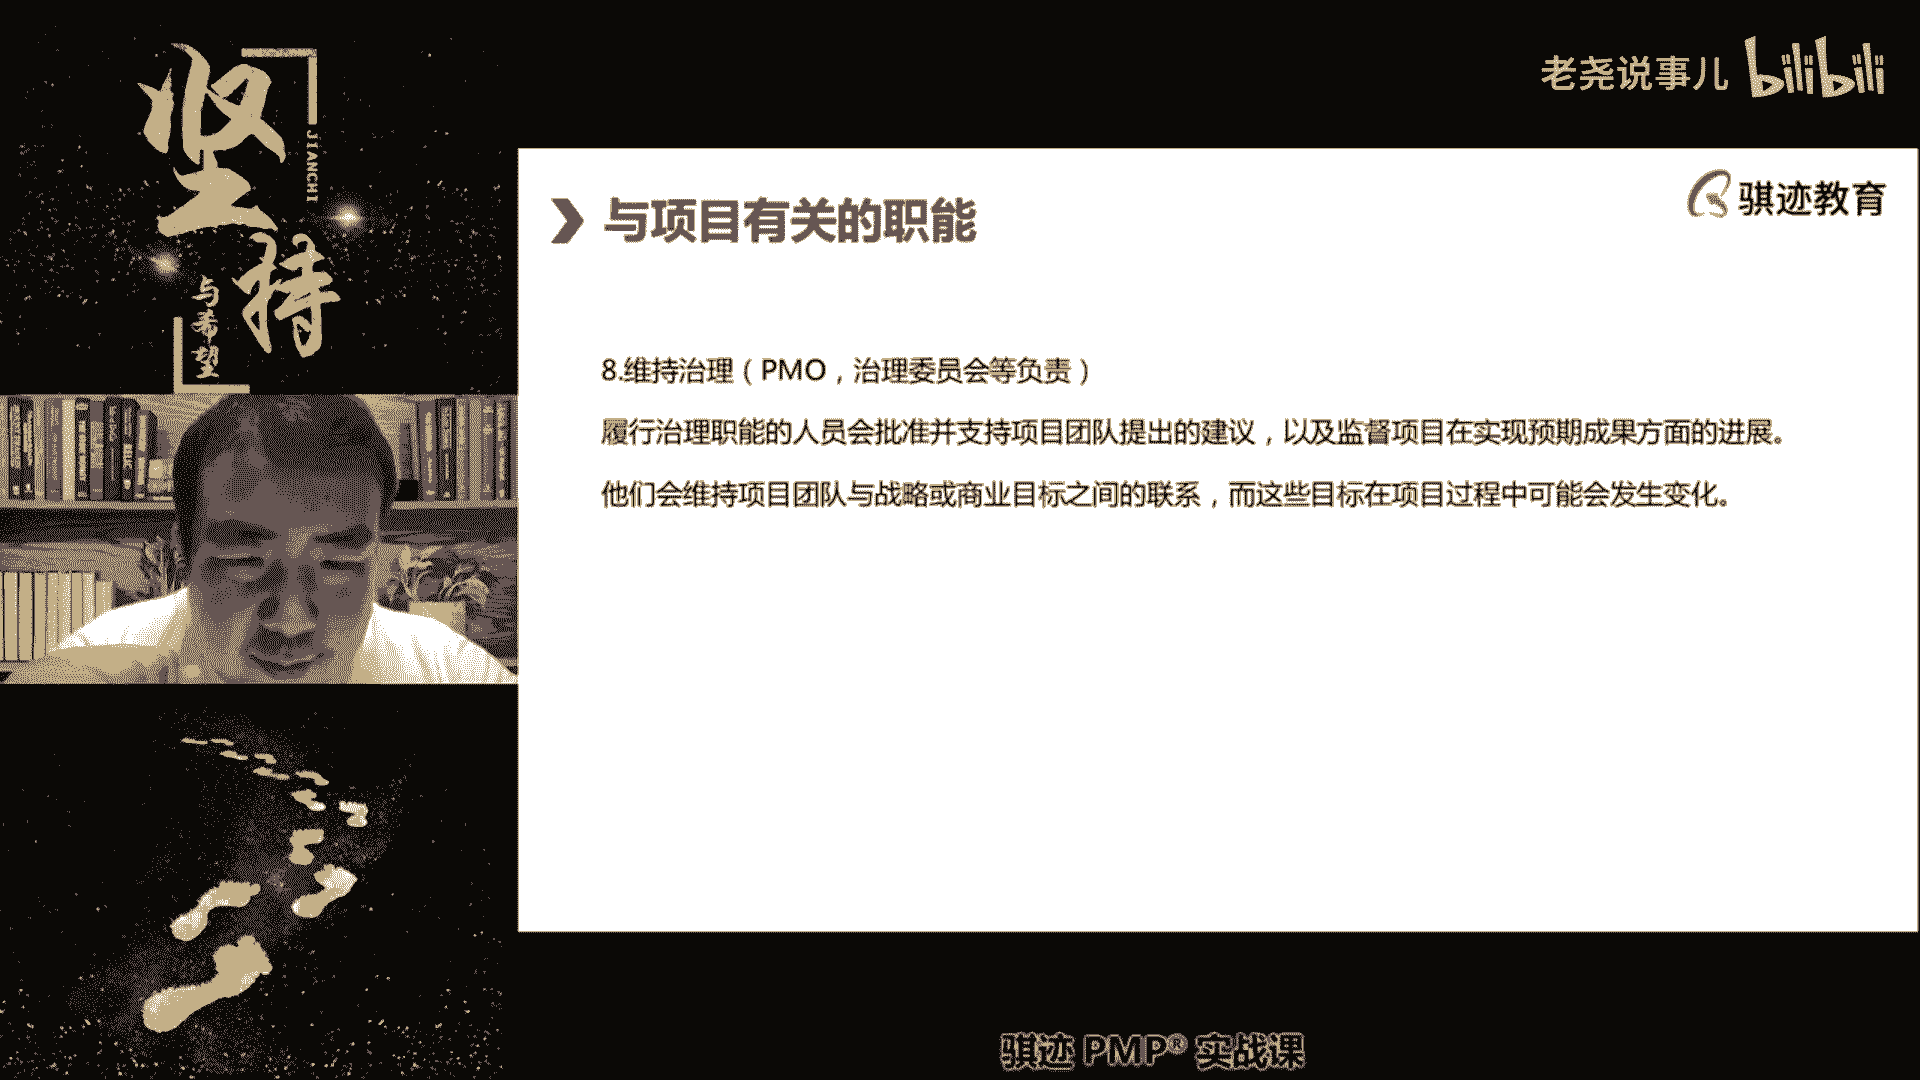 坚持
JIANCHI
与希望
老尧说事儿 bilibili
骐迹教育
与项目有关的职能
8.维持治理（PMO，治理委员会等负责）
履行治理职能的人员会批准并支持项目团队提出的建议，以及监督项目在实现预期成果方面的进展。
他们会维持项目团队与战略或商业目标之间的联系，而这些目标在项目过程中可能会发生变化。
骐迹 PMP® 实战课